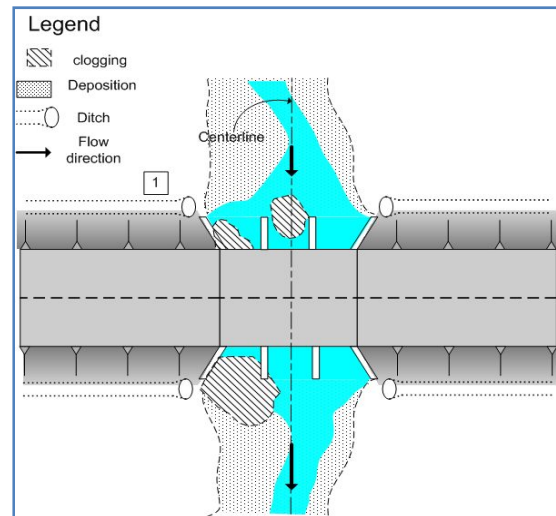 Legend
clogging
Deposition
Ditch
Flow
direction
Centerline
1